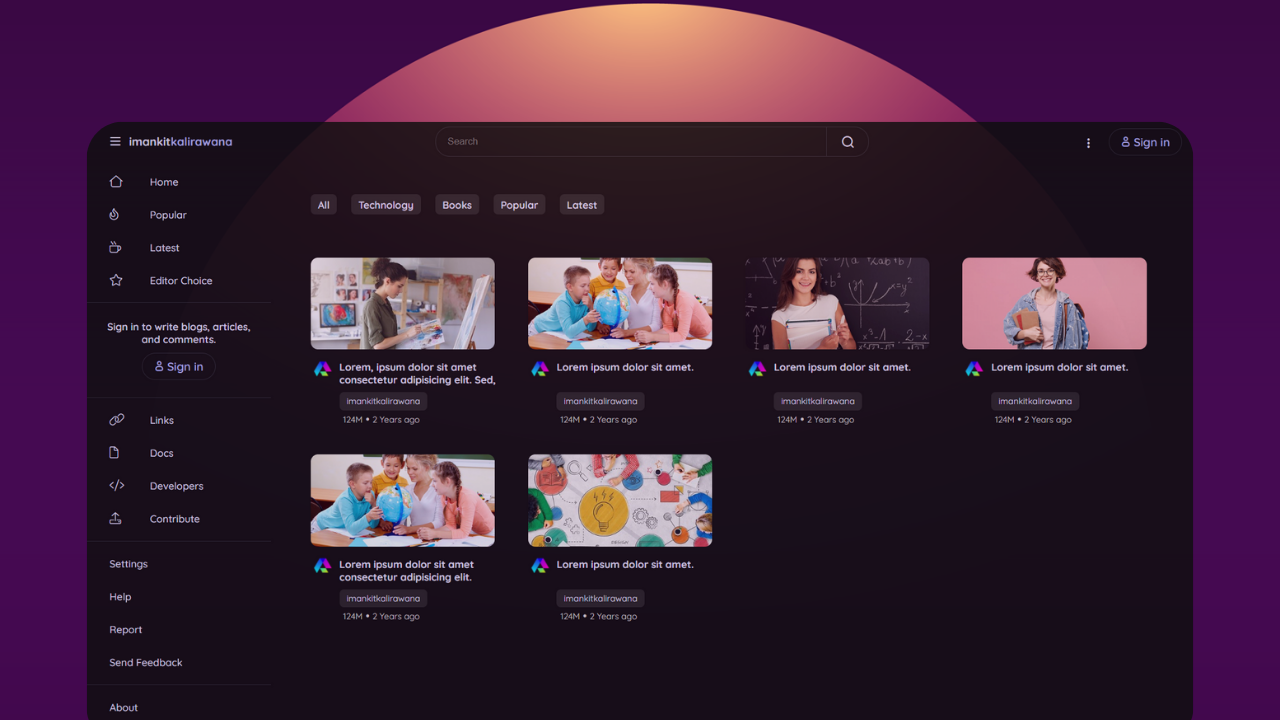 imankitkalirawana
Search
Sign in
Home
Popular
Latest
Editor Choice
Sign in to write blogs, articles,
and comments.
Sign in
Links
Docs
Developers
Contribute
Settings
Help
Report
Send Feedback
About
All
Technology
Books
Popular
Latest
Lorem, ipsum dolor sit amet
consectetur adipisicing elit. Sed,
imankitkalirawana
124M • 2 Years ago
Lorem ipsum dolor sit amet.
imankitkalirawana
124M • 2 Years ago
Lorem ipsum dolor sit amet.
imankitkalirawana
124M • 2 Years ago
Lorem ipsum dolor sit amet.
imankitkalirawana
124M • 2 Years ago
Lorem ipsum dolor sit amet
consectetur adipisicing elit.
imankitkalirawana
124M • 2 Years ago
Lorem ipsum dolor sit amet.
imankitkalirawana
124M • 2 Years ago